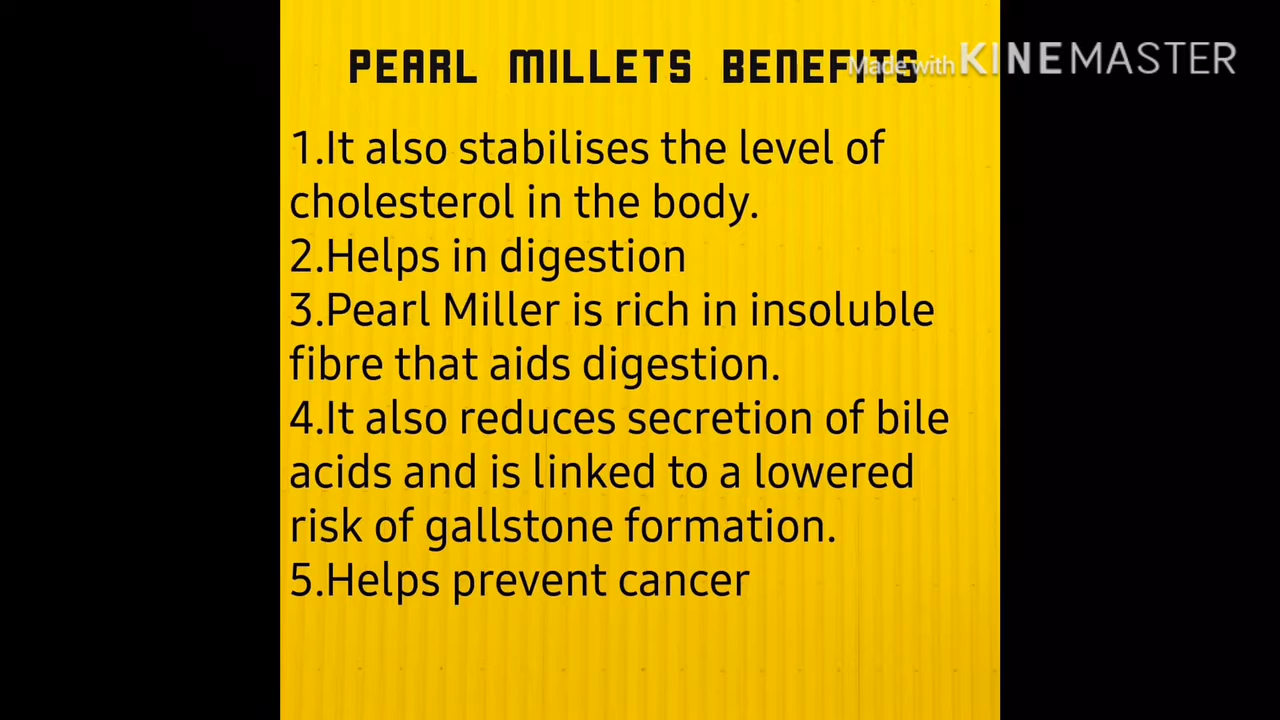 PEARL MILLETS BENEFITS
Made with KINEMASTER
1.It also stabilises the level of
cholesterol in the body.
2.Helps in digestion
3.Pearl Miller is rich in insoluble
fibre that aids digestion.
4.It also reduces secretion of bile
acids and is linked to a lowered
risk of gallstone formation.
5.Helps prevent cancer